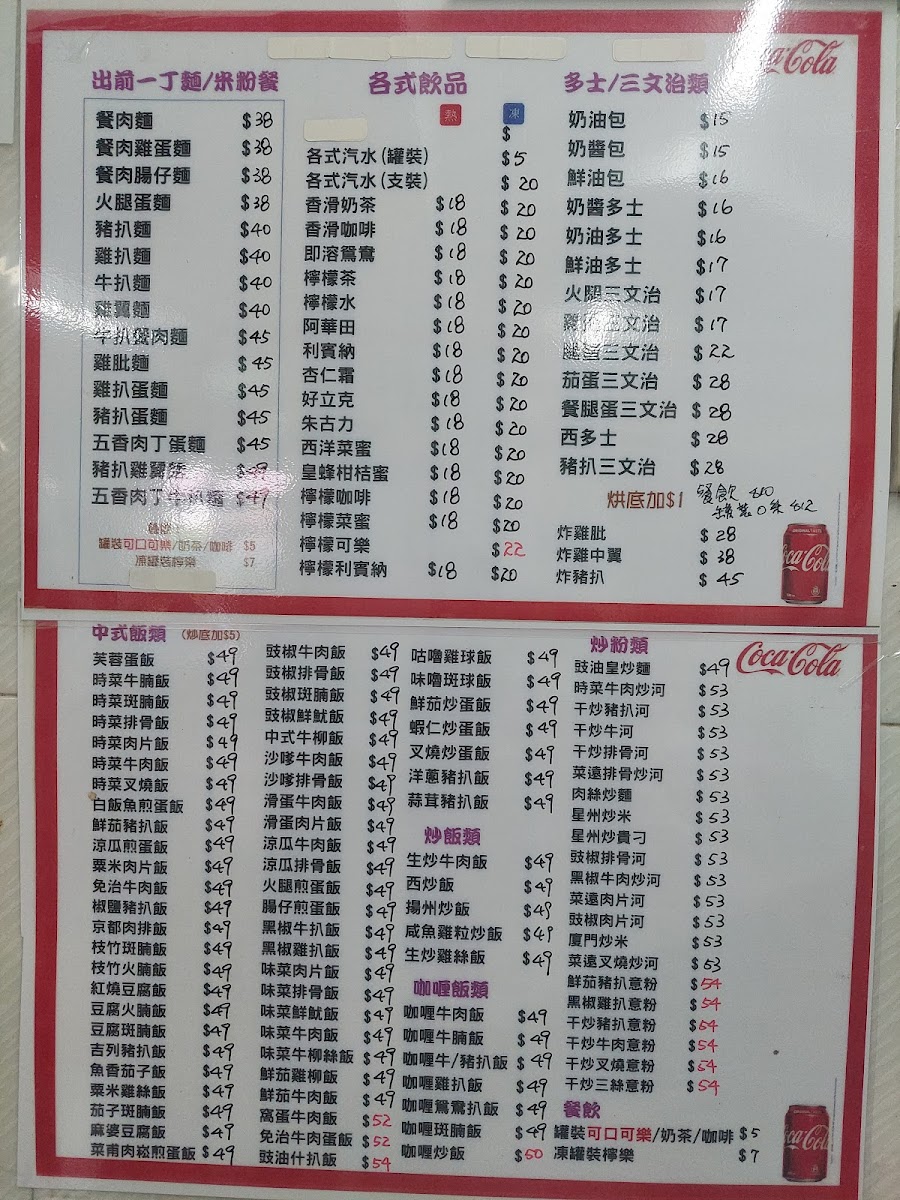 Coca-Cola
出前一丁麵/米粉餐
餐肉麵 $38
餐肉雞蛋麵 $38
餐肉腸仔麵 $38
火腿蛋麵 $38
豬扒麵 $40
雞扒麵 $40
牛扒麵 $40
雞翼麵 $40
牛扒餐肉麵 $45
雞肶麵 $45
雞扒蛋麵 $45
豬扒蛋麵 $45
五香肉丁蛋麵 $45
豬扒雞翼麵
五香肉丁牛扒麵 $47
餐飲
罐裝可口可樂/奶茶/咖啡 $5
凍罐裝檸樂 $7
各式飲品
熱 凍
$
各式汽水(罐裝) $5
各式汽水(支裝) $20
香滑奶茶 $18 $20
香滑咖啡 $18 $20
即溶鴛鴦 $18 $20
檸檬茶 $18 $20
檸檬水 $18 $20
阿華田 $18 $20
利賓納 $18 $20
杏仁霜 $18 $20
好立克 $18 $20
朱古力 $18 $20
西洋菜蜜 $18 $20
皇蜂柑桔蜜 $18 $20
檸檬咖啡 $18 $20
檸檬菜蜜 $18 $20
檸檬可樂 $22
檸檬利賓納 $18 $20
多士/三文治類
奶油包 $15
奶醬包 $15
鮮油包 $16
奶醬多士 $16
奶油多士 $16
鮮油多士 $17
火腿三文治 $17
三文治 $17
腿蛋三文治 $22
茄蛋三文治 $28
餐腿蛋三文治 $28
西多士 $28
豬扒三文治 $28
烘底加$1
餐飲 $10
炸雞肶 $28
炸雞中翼 $38
炸豬扒 $45
Coca-Cola
中式飯類 (炒底加$5)
芙蓉蛋飯 $49
時菜牛腩飯 $49
時菜斑腩飯 $49
時菜排骨飯 $49
時菜肉片飯 $49
時菜牛肉飯 $49
時菜叉燒飯 $49
白飯魚煎蛋飯 $49
鮮茄豬扒飯 $49
涼瓜煎蛋飯 $49
粟米肉片飯 $49
免治牛肉飯 $49
椒鹽豬扒飯 $49
京都肉排飯 $49
枝竹斑腩飯 $49
枝竹火腩飯 $49
紅燒豆腐飯 $49
豆腐火腩飯 $49
豆腐斑腩飯 $49
吉列豬扒飯 $49
魚香茄子飯 $49
粟米雞絲飯 $49
茄子斑腩飯 $49
麻婆豆腐飯 $49
菜甫肉崧煎蛋飯 $49
豉椒牛肉飯 $49
豉椒排骨飯 $49
豉椒斑腩飯 $49
豉椒鮮魷飯 $49
中式牛柳飯 $49
沙嗲牛肉飯 $49
沙嗲排骨飯 $49
滑蛋牛肉飯 $49
滑蛋肉片飯 $49
涼瓜牛肉飯 $49
涼瓜排骨飯 $49
火腿煎蛋飯 $49
腸仔煎蛋飯 $49
黑椒牛扒飯 $49
黑椒雞扒飯 $49
味菜肉片飯 $49
味菜排骨飯 $49
味菜鮮魷飯 $49
味菜牛肉飯 $49
味菜牛柳絲飯 $49
鮮茄雞柳飯 $49
鮮茄牛肉飯 $49
窩蛋牛肉飯 $52
免治牛肉蛋飯 $52
豉油什扒飯 $54
咕嚕雞球飯 $49
味嚕斑球飯 $49
鮮茄炒蛋飯 $49
蝦仁炒蛋飯 $49
叉燒炒蛋飯 $49
洋蔥豬扒飯 $49
蒜茸豬扒飯 $49
炒飯類
生炒牛肉飯 $49
西炒飯 $49
揚州炒飯 $49
咸魚雞粒炒飯 $49
生炒雞絲飯 $49
咖喱飯類
咖喱牛肉飯 $49
咖喱牛腩飯 $49
咖喱牛/豬扒飯 $49
咖喱雞扒飯 $49
咖喱鴛鴦扒飯 $49
咖喱斑腩飯 $49
咖喱炒飯 $50
炒粉類
豉油皇炒麵 $49
時菜牛肉炒河 $53
干炒豬扒河 $53
干炒牛河 $53
干炒排骨河 $53
菜遠排骨炒河 $53
肉絲炒麵 $53
星州炒米 $53
星州炒貴刁 $53
豉椒排骨河 $53
黑椒牛肉炒河 $53
菜遠肉片河 $53
豉椒肉片河 $53
廈門炒米 $53
菜遠叉燒炒河 $53
鮮茄豬扒意粉 $54
黑椒雞扒意粉 $54
干炒豬扒意粉 $54
干炒牛肉意粉 $54
干炒叉燒意粉 $54
干炒三絲意粉 $54
餐飲
罐裝可口可樂/奶茶/咖啡 $5
凍罐裝檸樂 $7
Coca-Cola
Coca-Cola